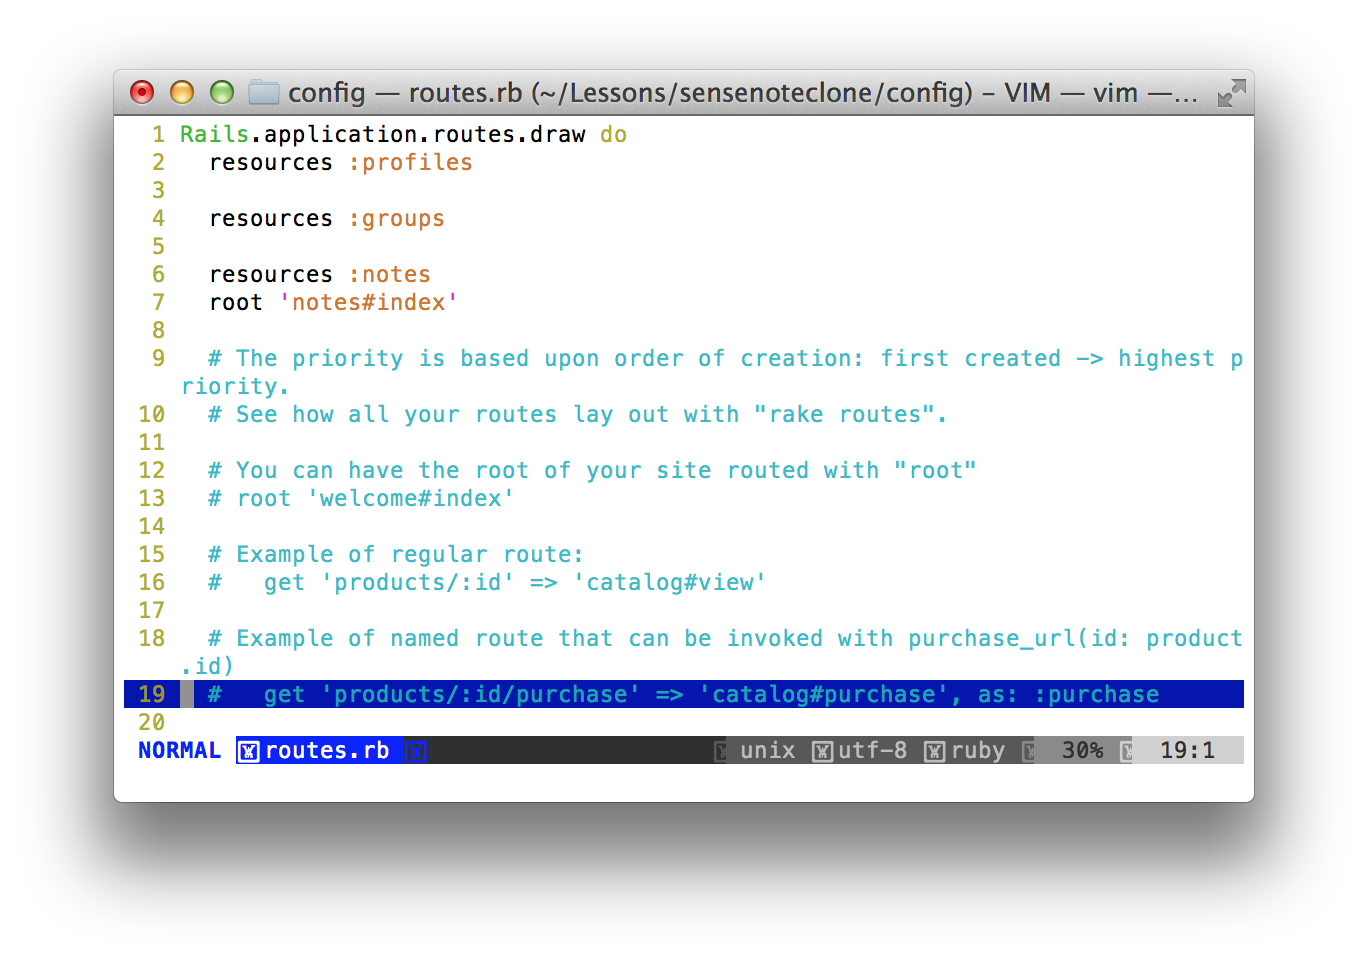 config — routes.rb (~/Lessons/sensenoteclone/config) – VIM — vim —...
1 Rails.application.routes.draw do
2   resources :profiles
3
4   resources :groups
5
6   resources :notes
7   root 'notes#index'
8
9   # The priority is based upon order of creation: first created -> highest p
riority.
10   # See how all your routes lay out with "rake routes".
11
12   # You can have the root of your site routed with "root"
13   # root 'welcome#index'
14
15   # Example of regular route:
16   #   get 'products/:id' => 'catalog#view'
17
18   # Example of named route that can be invoked with purchase_url(id: product
.id)
19   #   get 'products/:id/purchase' => 'catalog#purchase', as: :purchase
20
NORMAL routes.rb unix utf-8 ruby 30% 19:1